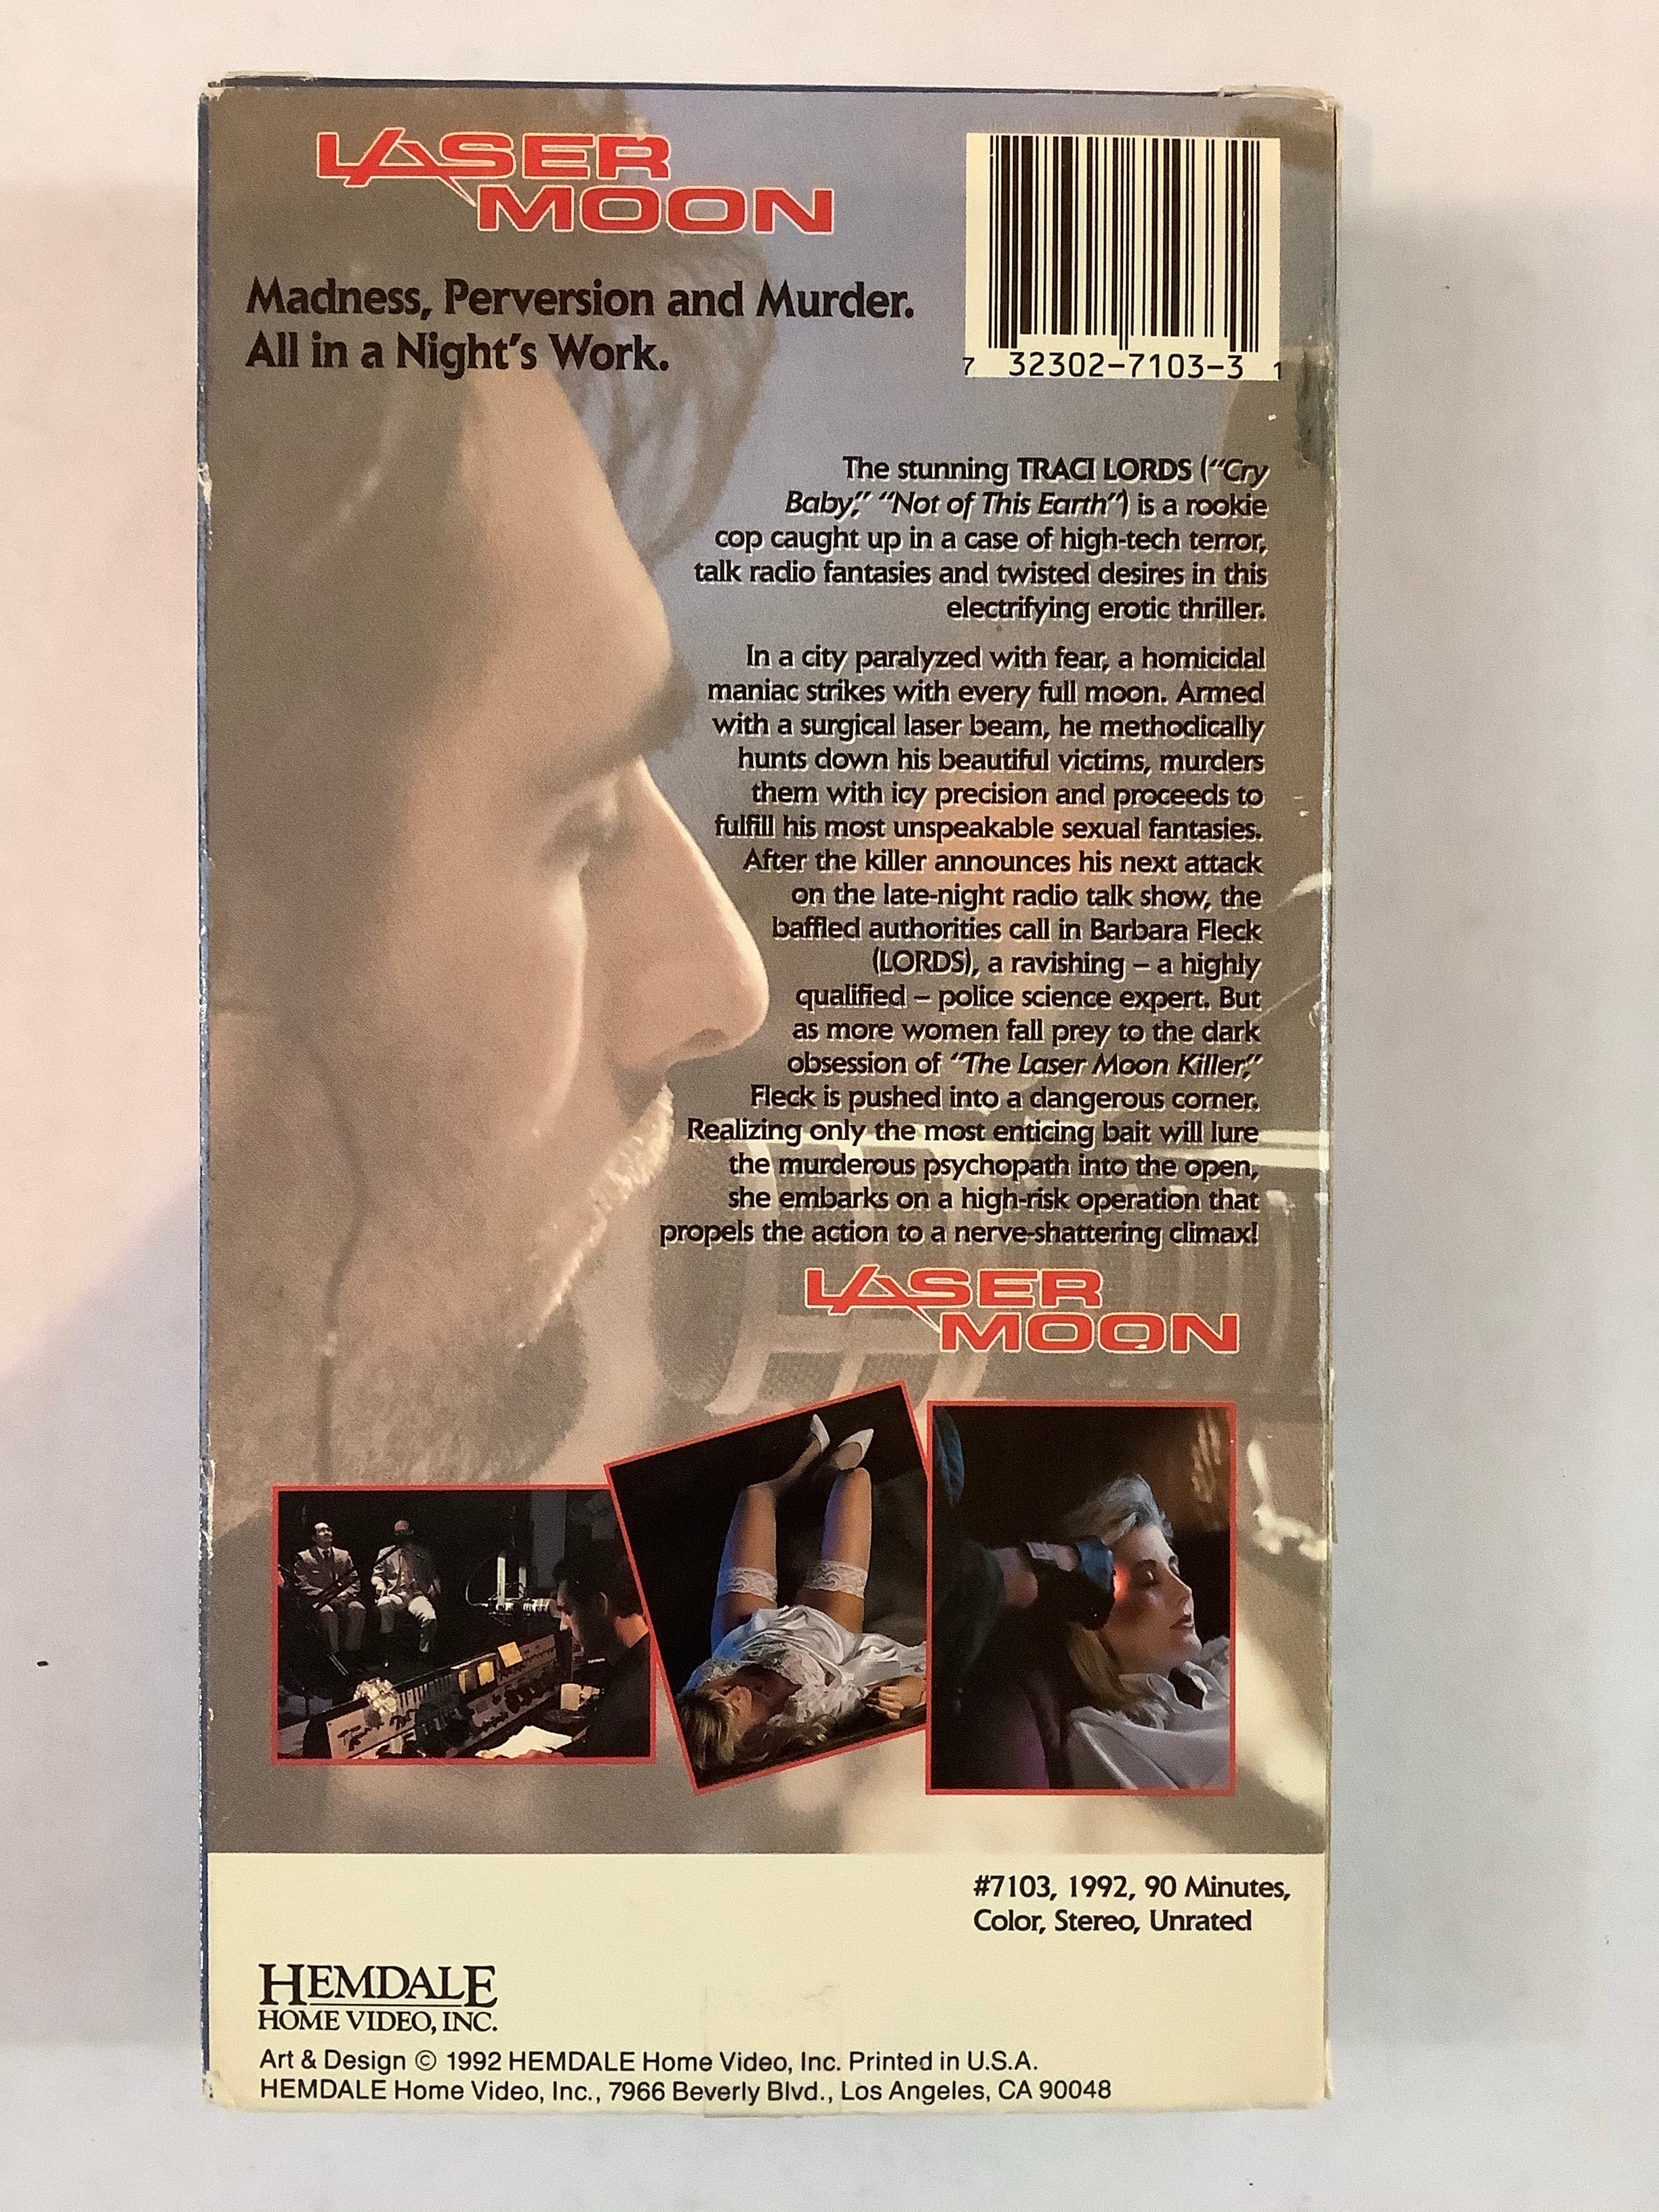 LASER
MOON
Madness, Perversion and Murder.
All in a Night's Work.
7 32302-7103-3 1
The stunning TRACI LORDS ("Cry
Baby," "Not of This Earth") is a rookie
cop caught up in a case of high-tech terror,
talk radio fantasies and twisted desires in this
electrifying erotic thriller.
In a city paralyzed with fear, a homicidal
maniac strikes with every full moon. Armed
with a surgical laser beam, he methodically
hunts down his beautiful victims, murders
them with icy precision and proceeds to
fulfill his most unspeakable sexual fantasies.
After the killer announces his next attack
on the late-night radio talk show, the
baffled authorities call in Barbara Fleck
(LORDS), a ravishing – a highly
qualified – police science expert. But
as more women fall prey to the dark
obsession of "The Laser Moon Killer,"
Fleck is pushed into a dangerous corner.
Realizing only the most enticing bait will lure
the murderous psychopath into the open,
she embarks on a high-risk operation that
propels the action to a nerve-shattering climax!
LASER
MOON
#7103, 1992, 90 Minutes,
Color, Stereo, Unrated
HEMDALE
HOME VIDEO, INC.
Art & Design © 1992 HEMDALE Home Video, Inc. Printed in U.S.A.
HEMDALE Home Video, Inc., 7966 Beverly Blvd., Los Angeles, CA 90048